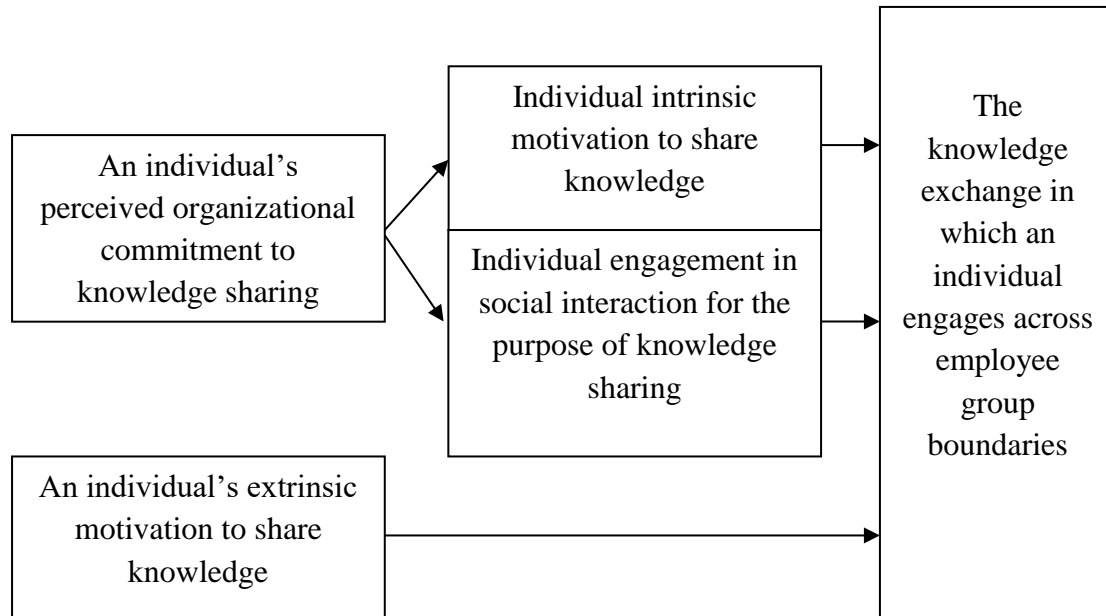 An individual’s
perceived organizational
commitment to
knowledge sharing
Individual intrinsic
motivation to share
knowledge
Individual engagement in
social interaction for the
purpose of knowledge
sharing
An individual’s extrinsic
motivation to share
knowledge
The
knowledge
exchange in
which an
individual
engages across
employee
group
boundaries